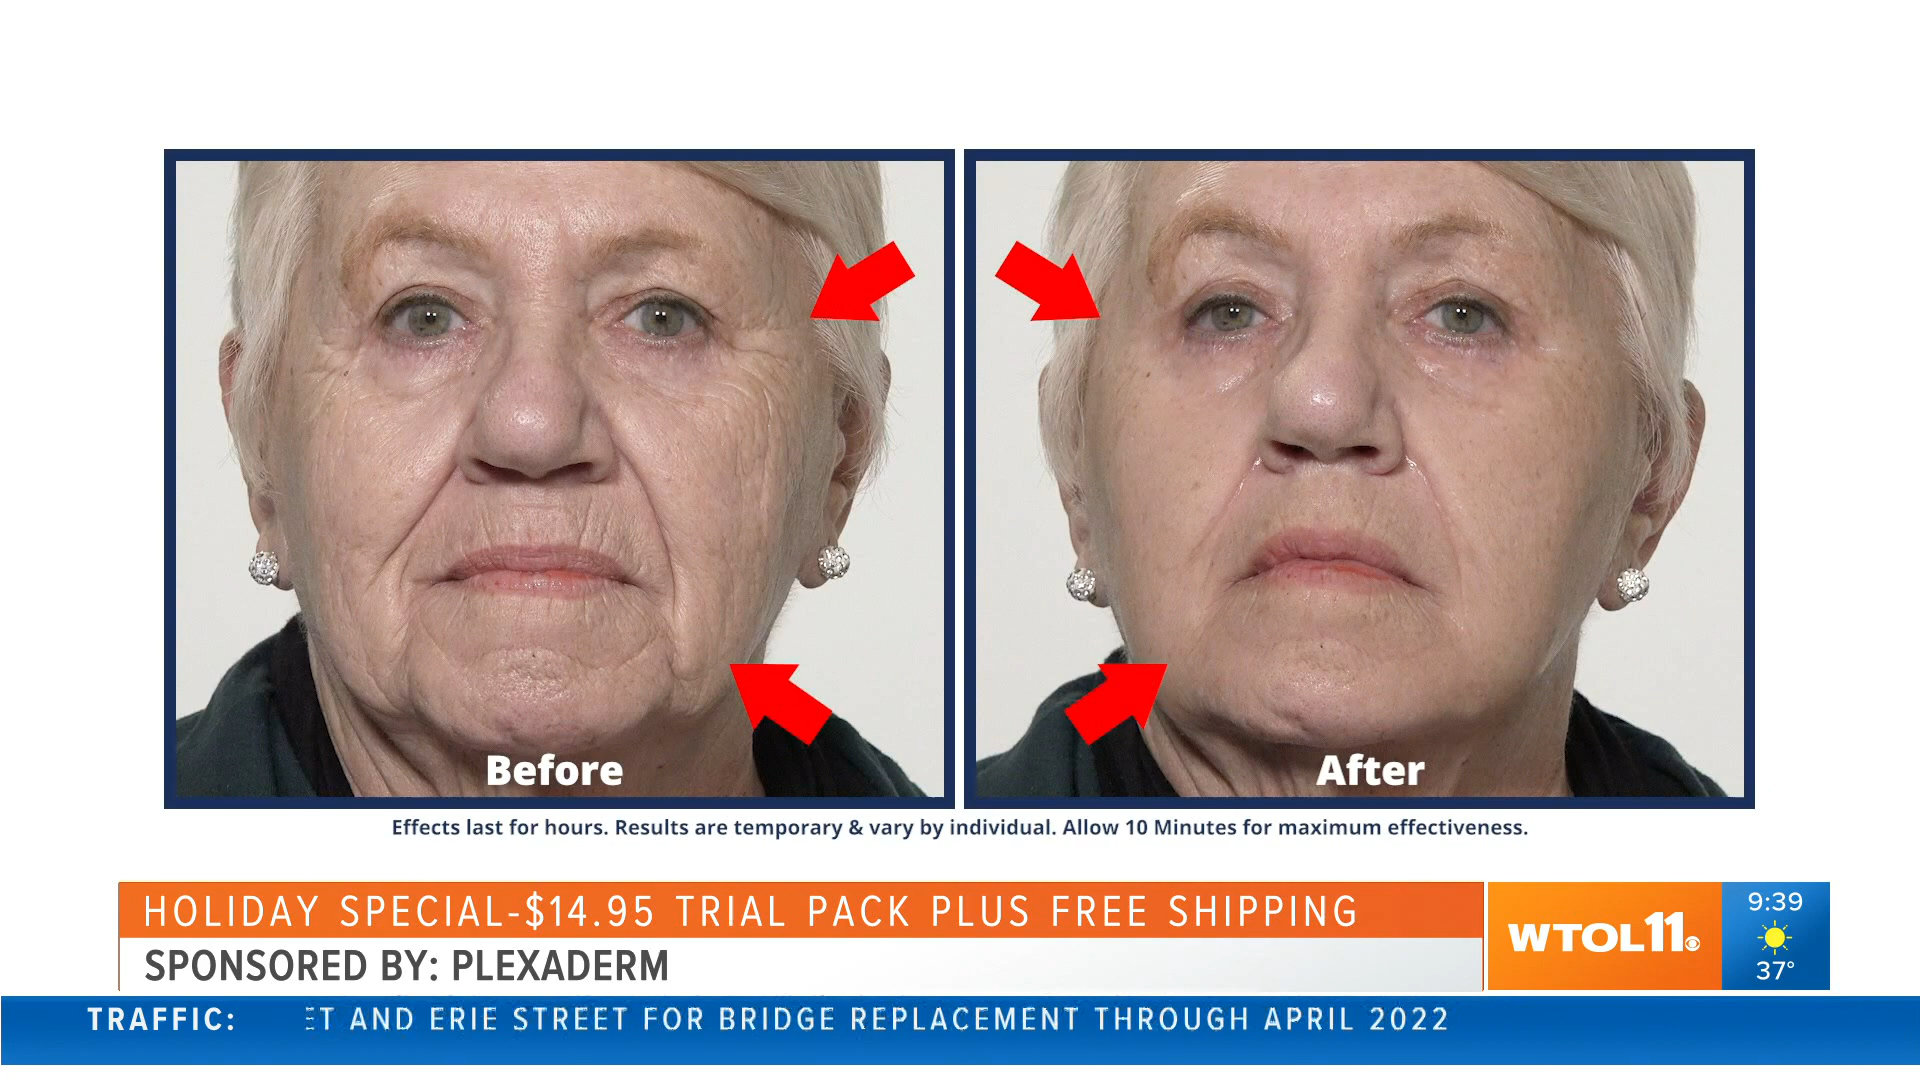 Before
After
Effects last for hours. Results are temporary & vary by individual. Allow 10 Minutes for maximum effectiveness.
HOLIDAY SPECIAL-$14.95 TRIAL PACK PLUS FREE SHIPPING
SPONSORED BY: PLEXADERM
WTOL11
9:39
37°
TRAFFIC: AND ERIE STREET FOR BRIDGE REPLACEMENT THROUGH APRIL 2022